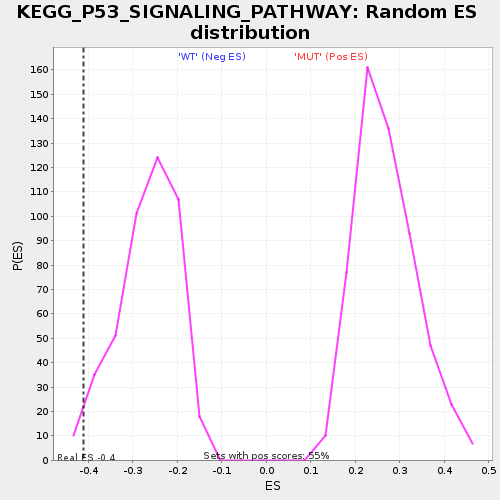 KEGG_P53_SIGNALING_PATHWAY: Random ES
distribution
'WT' (Neg ES) 'MUT' (Pos ES)
160
150
140
130
120
110
100
90
80
70
60
50
40
30
20
10
0
P(ES)
Real ES -0.4 Sets with pos scores: 55%
-0.4 -0.3 -0.2 -0.1 0.0 0.1 0.2 0.3 0.4 0.5
ES